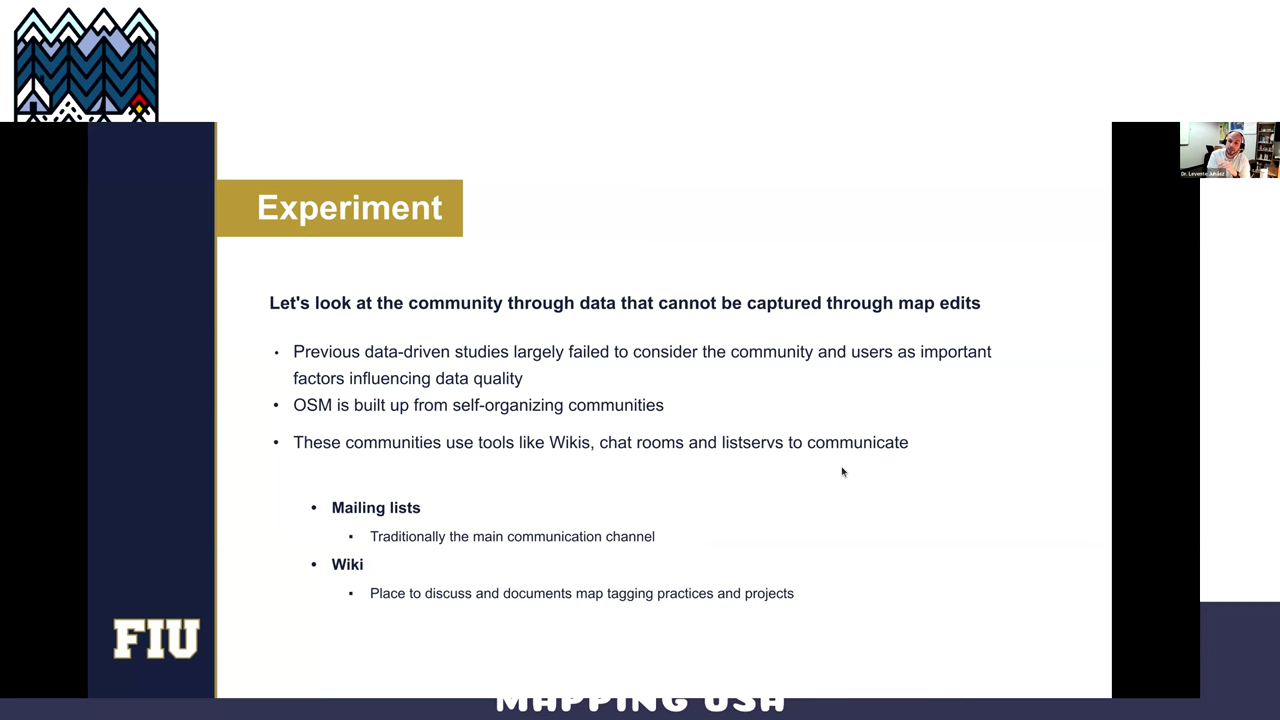 Experiment
Let's look at the community through data that cannot be captured through map edits
• Previous data-driven studies largely failed to consider the community and users as important
factors influencing data quality
• OSM is built up from self-organizing communities
• These communities use tools like Wikis, chat rooms and listservs to communicate
• Mailing lists
▪ Traditionally the main communication channel
• Wiki
▪ Place to discuss and documents map tagging practices and projects
FIU
Dr. Levente Juhász
MAPPING USA